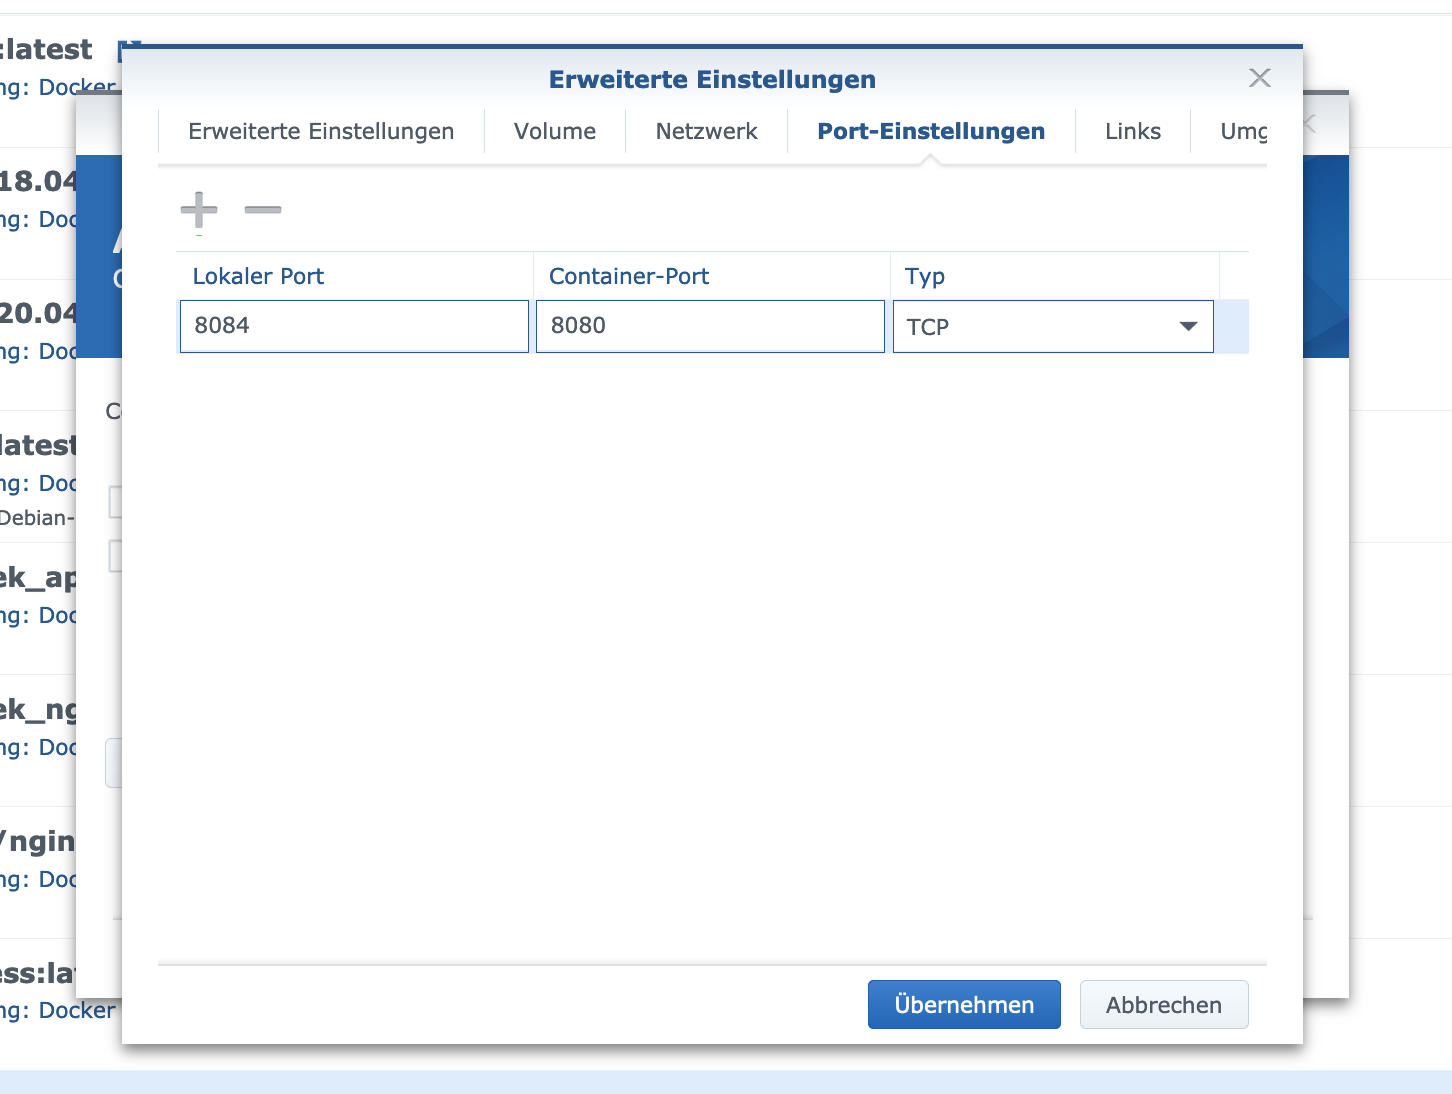 :latest
ng: Docker
Erweiterte Einstellungen
Erweiterte Einstellungen Volume Netzwerk Port-Einstellungen Links Umg
18.04
ng: Doc
Lokaler Port Container-Port Typ
8084 8080 TCP
20.04
ng: Doc
latest
ng: Doc
Debian-
ek_ap
ng: Doc
ek_ng
ng: Doc
/ngin
ng: Doc
ess:lat
ng: Docker
Übernehmen Abbrechen